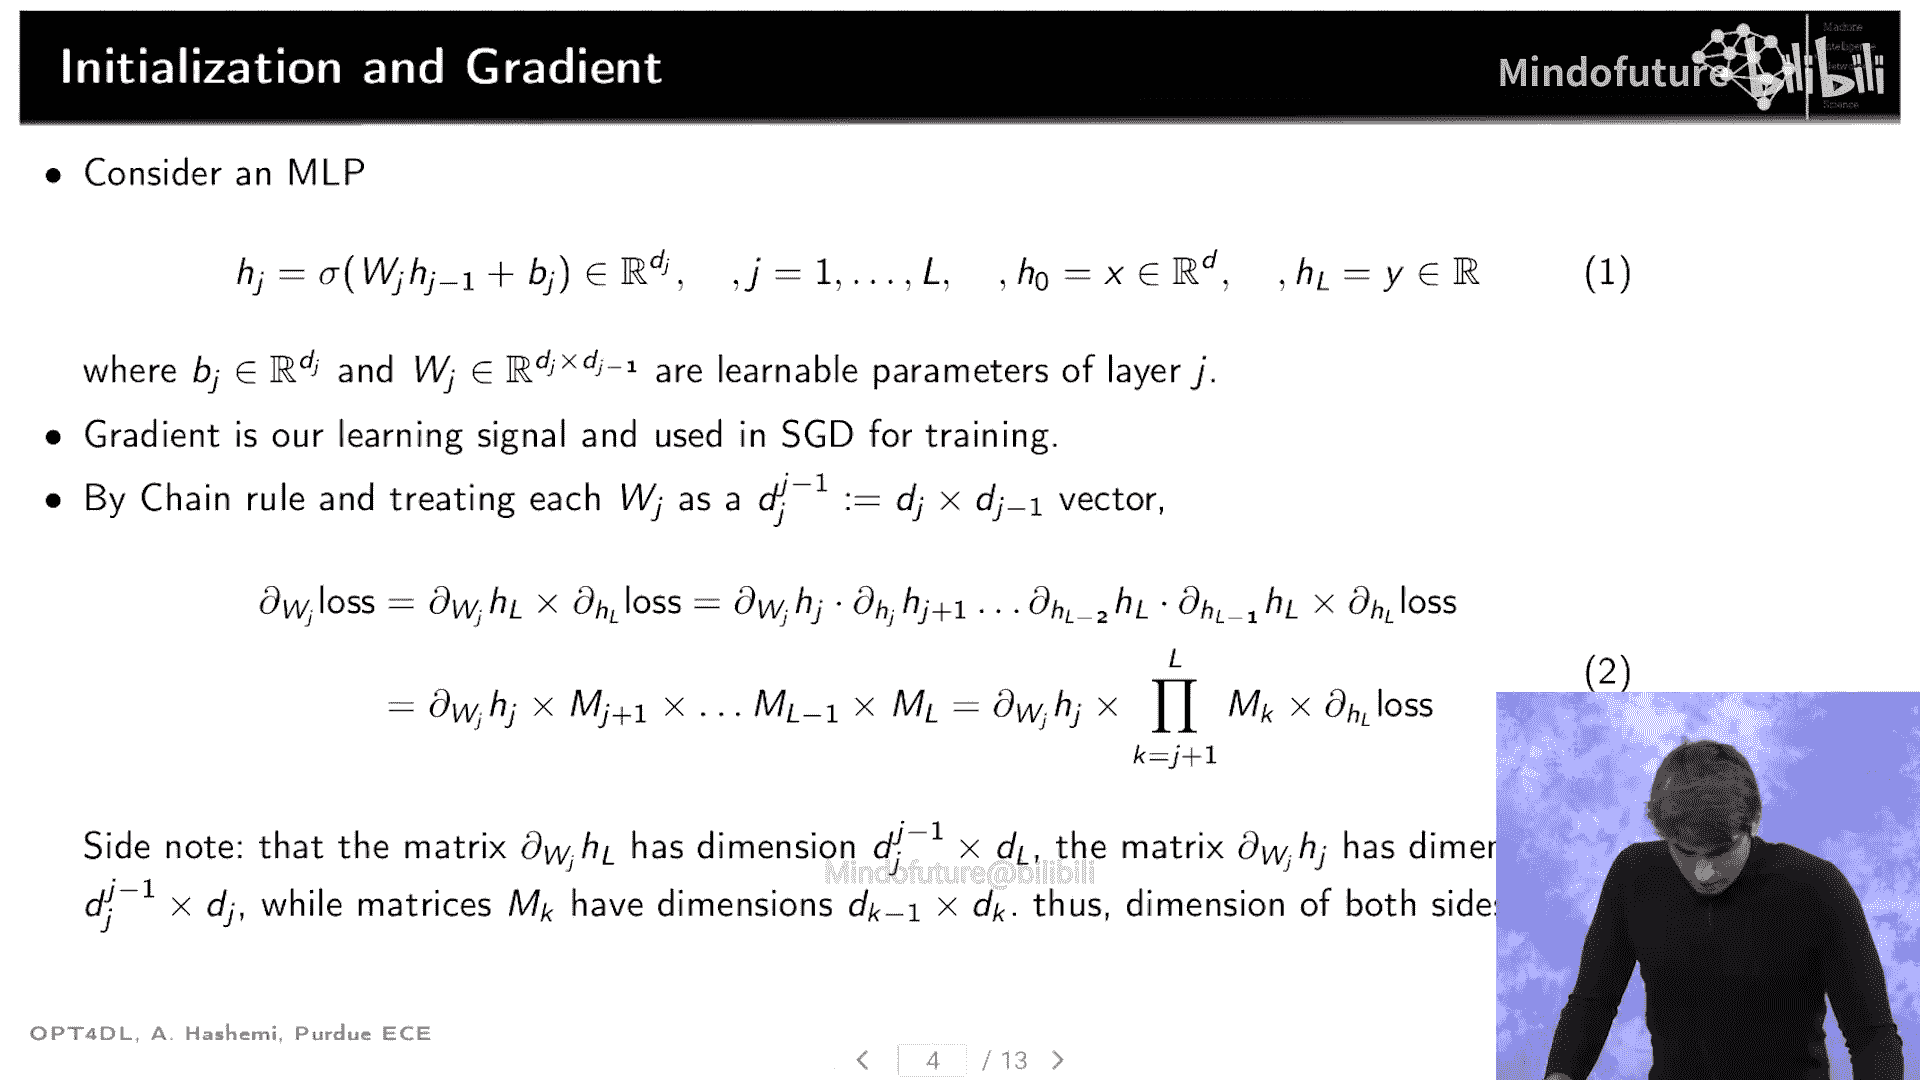 Initialization and Gradient
Mindofuture bilibili
Science
• Consider an MLP
h_j = σ(W_j h_{j−1} + b_j) ∈ ℝ^{d_j},   , j = 1, . . . , L,   , h_0 = x ∈ ℝ^d,   , h_L = y ∈ ℝ   (1)
where b_j ∈ ℝ^{d_j} and W_j ∈ ℝ^{d_j×d_{j−1}} are learnable parameters of layer j.
• Gradient is our learning signal and used in SGD for training.
• By Chain rule and treating each W_j as a d_j^{j−1} := d_j × d_{j−1} vector,
∂_{W_j} loss = ∂_{W_j} h_L × ∂_{h_L} loss = ∂_{W_j} h_j · ∂_{h_j} h_{j+1} . . . ∂_{h_{L−2}} h_L · ∂_{h_{L−1}} h_L × ∂_{h_L} loss
= ∂_{W_j} h_j × M_{j+1} × . . . M_{L−1} × M_L = ∂_{W_j} h_j × ∏_{k=j+1}^{L} M_k × ∂_{h_L} loss   (2)
Side note: that the matrix ∂_{W_j} h_L has dimension d_j^{j−1} × d_L, the matrix ∂_{W_j} h_j has dimen
Mindofuture@bilibili
d_j^{j−1} × d_j, while matrices M_k have dimensions d_{k−1} × d_k. thus, dimension of both side
OPT4DL, A. Hashemi, Purdue ECE
4 / 13